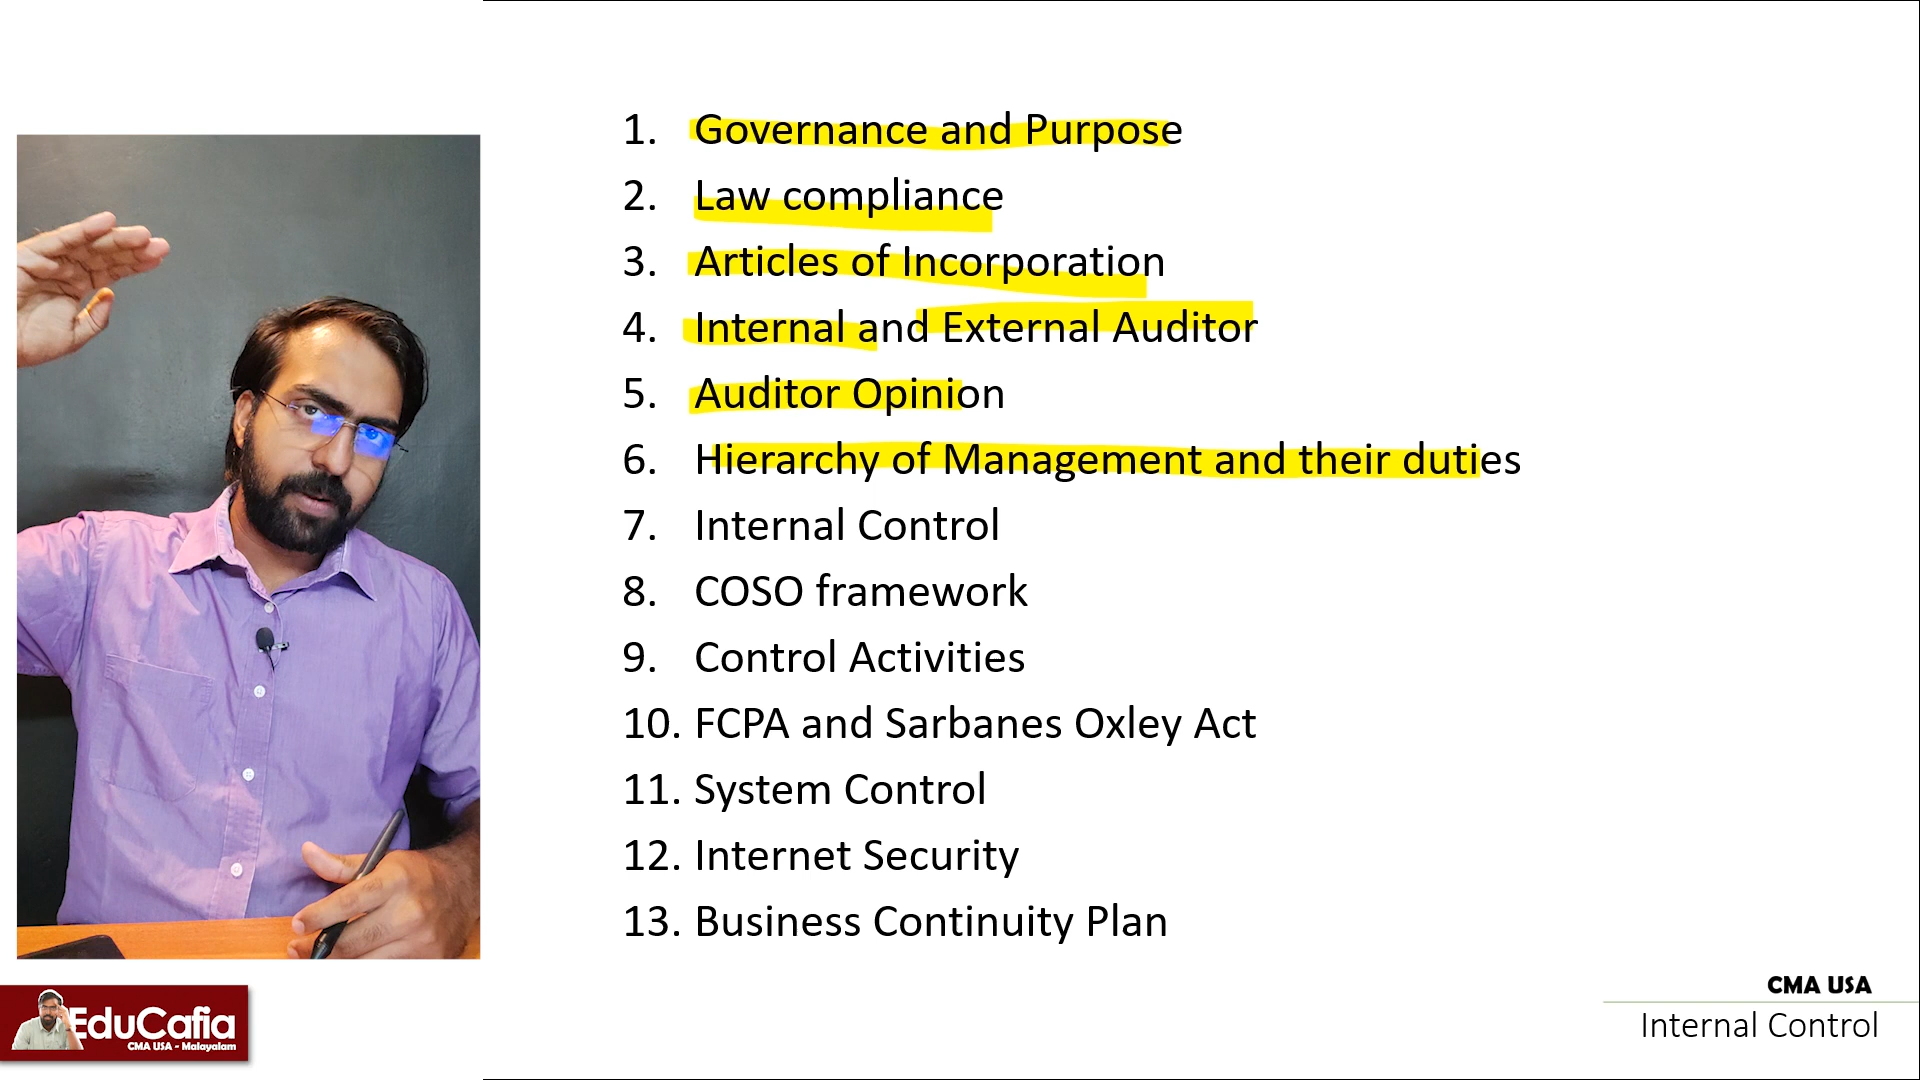 1. Governance and Purpose
2. Law compliance
3. Articles of Incorporation
4. Internal and External Auditor
5. Auditor Opinion
6. Hierarchy of Management and their duties
7. Internal Control
8. COSO framework
9. Control Activities
10. FCPA and Sarbanes Oxley Act
11. System Control
12. Internet Security
13. Business Continuity Plan
EduCafia
CMA USA - Malayalam
CMA USA
Internal Control